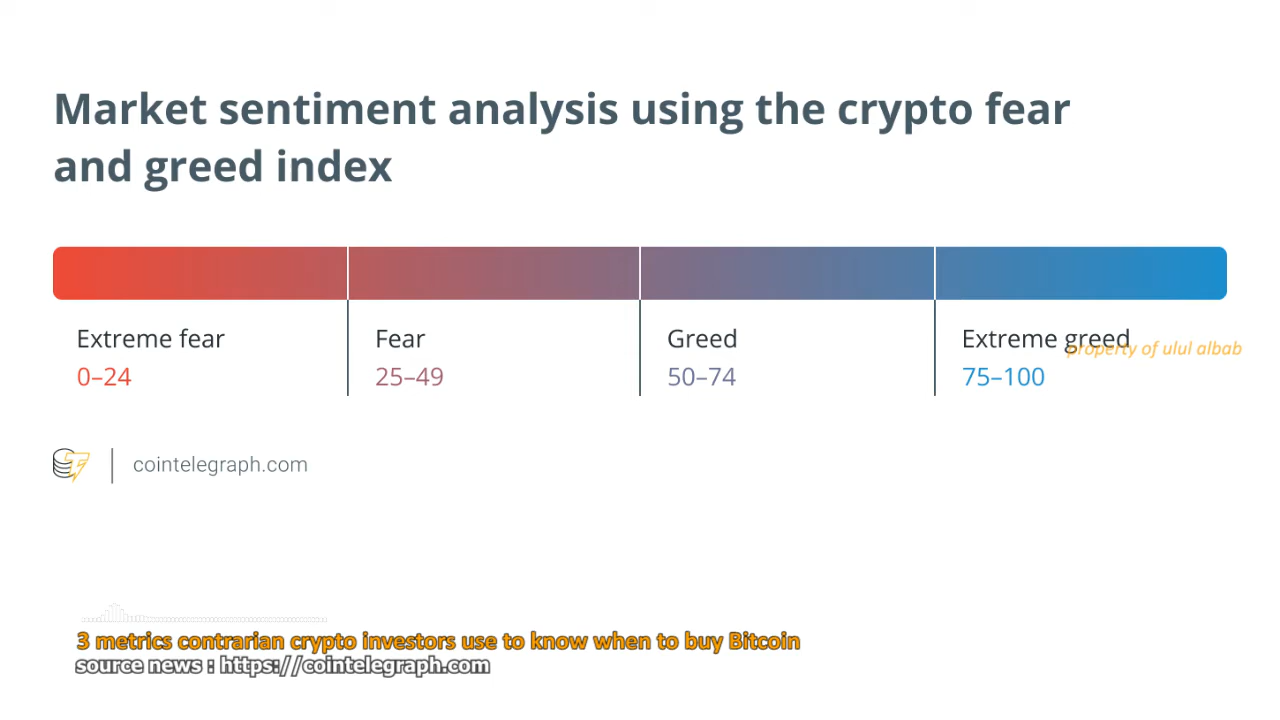 Market sentiment analysis using the crypto fear
and greed index
Extreme fear
0–24
Fear
25–49
Greed
50–74
Extreme greed
75–100
property of ulul albab
cointelegraph.com
3 metrics contrarian crypto investors use to know when to buy Bitcoin
source news : https://cointelegraph.com